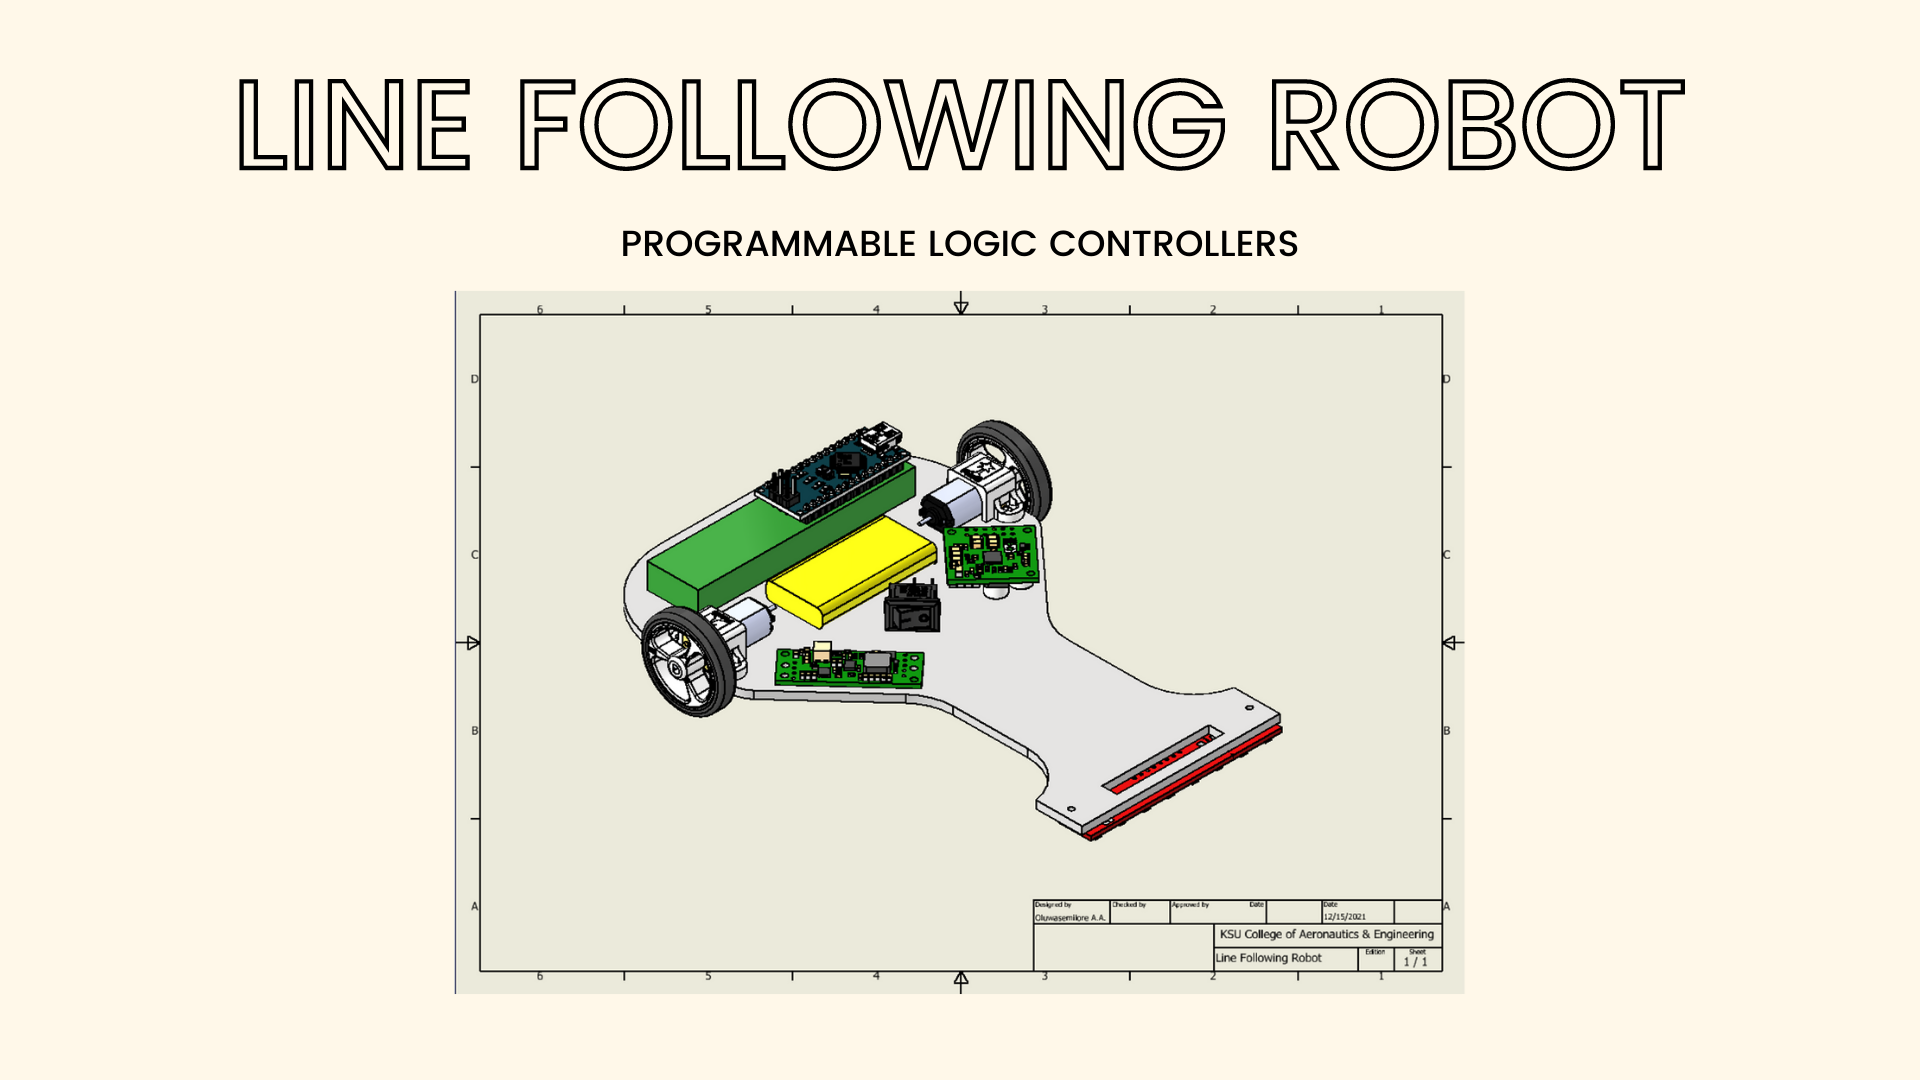 LINE FOLLOWING ROBOT
PROGRAMMABLE LOGIC CONTROLLERS
6 5 4 3 2 1
D D
C C
B B
A A
Designed by Checked by Approved by Date Date
Oluwasemilore A.A. 12/15/2021
KSU College of Aeronautics & Engineering
Edition Sheet
Line Following Robot 1 / 1
6 5 4 3 2 1